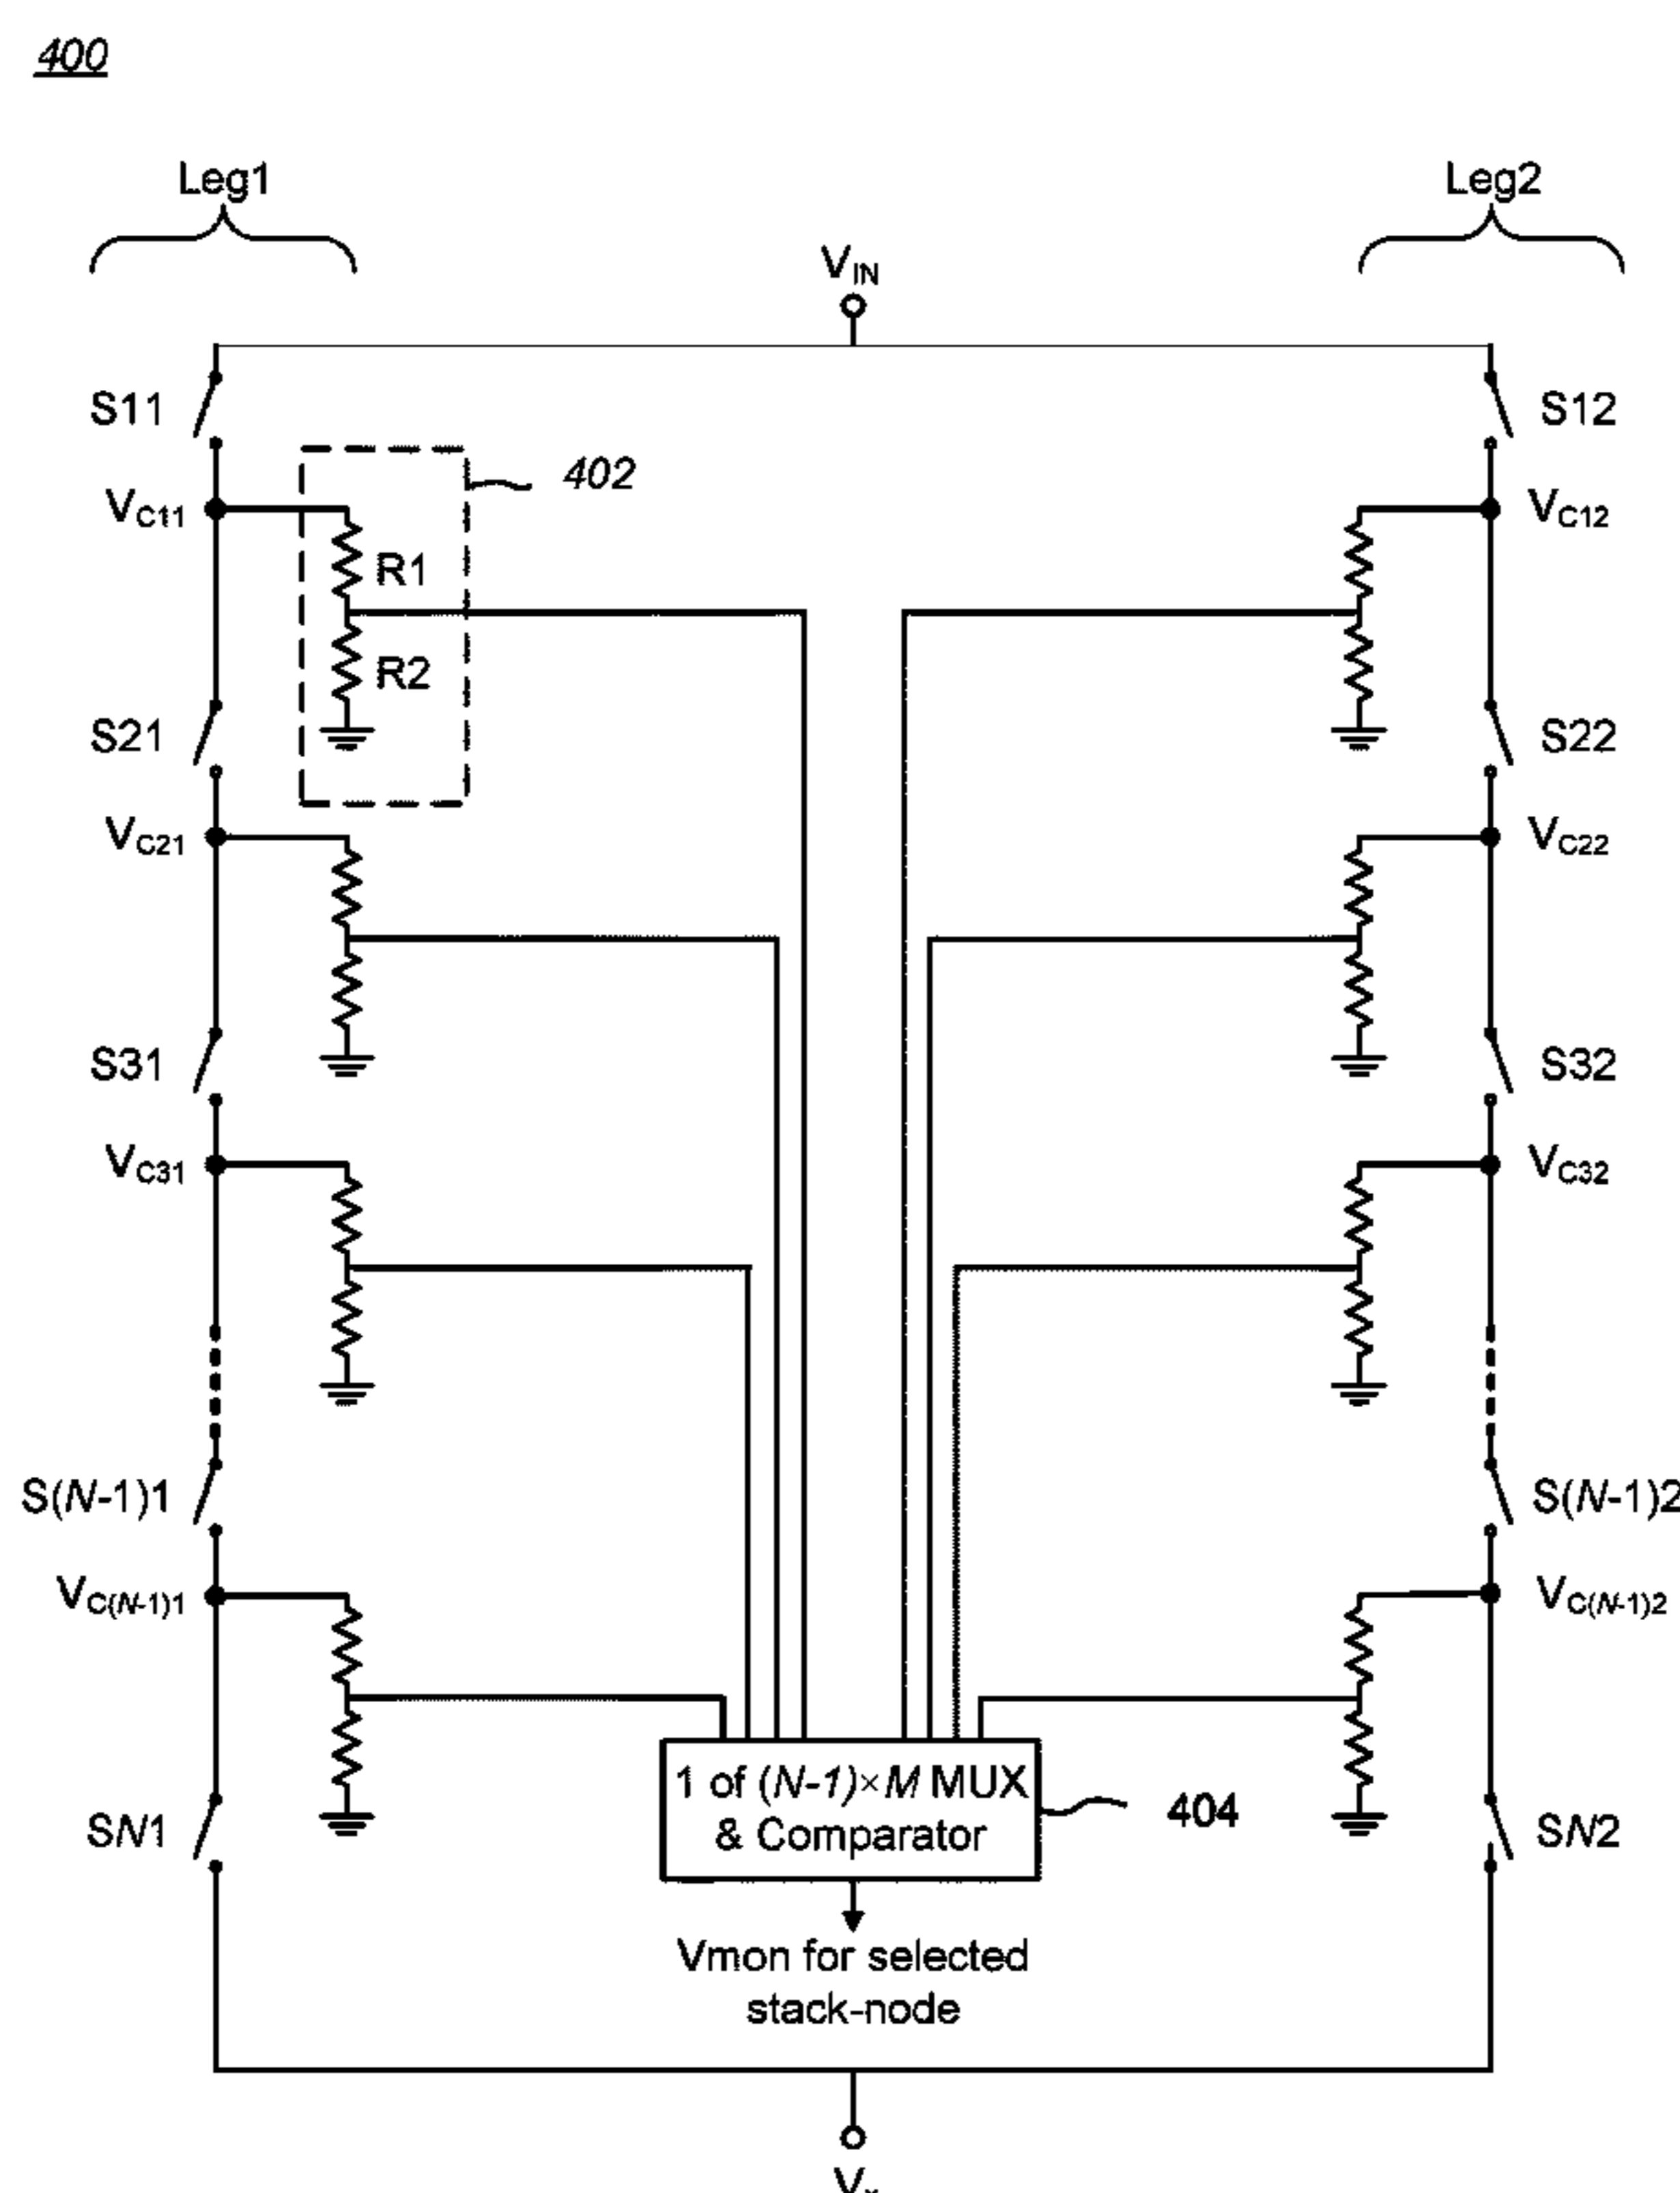 400
Leg1 Leg2
VIN
S11 S12
402
VC11 VC12
R1
R2
S21 S22
VC21 VC22
S31 S32
VC31 VC32
S(N-1)1 S(N-1)2
VC(N-1)1 VC(N-1)2
1 of (N-1)×M MUX
& Comparator
404
SN1 SN2
Vmon for selected
stack-node